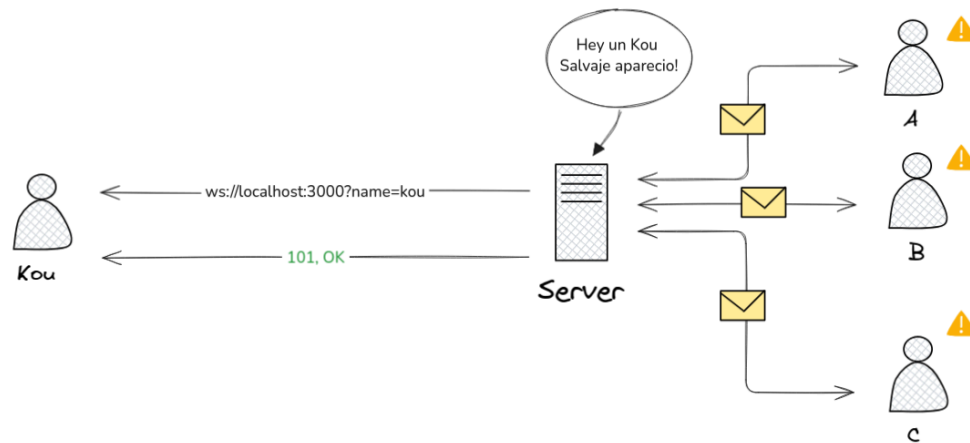 Hey un Kou
Salvaje aparecio!
A
ws://localhost:3000?name=kou
B
Kou
101, OK
Server
C